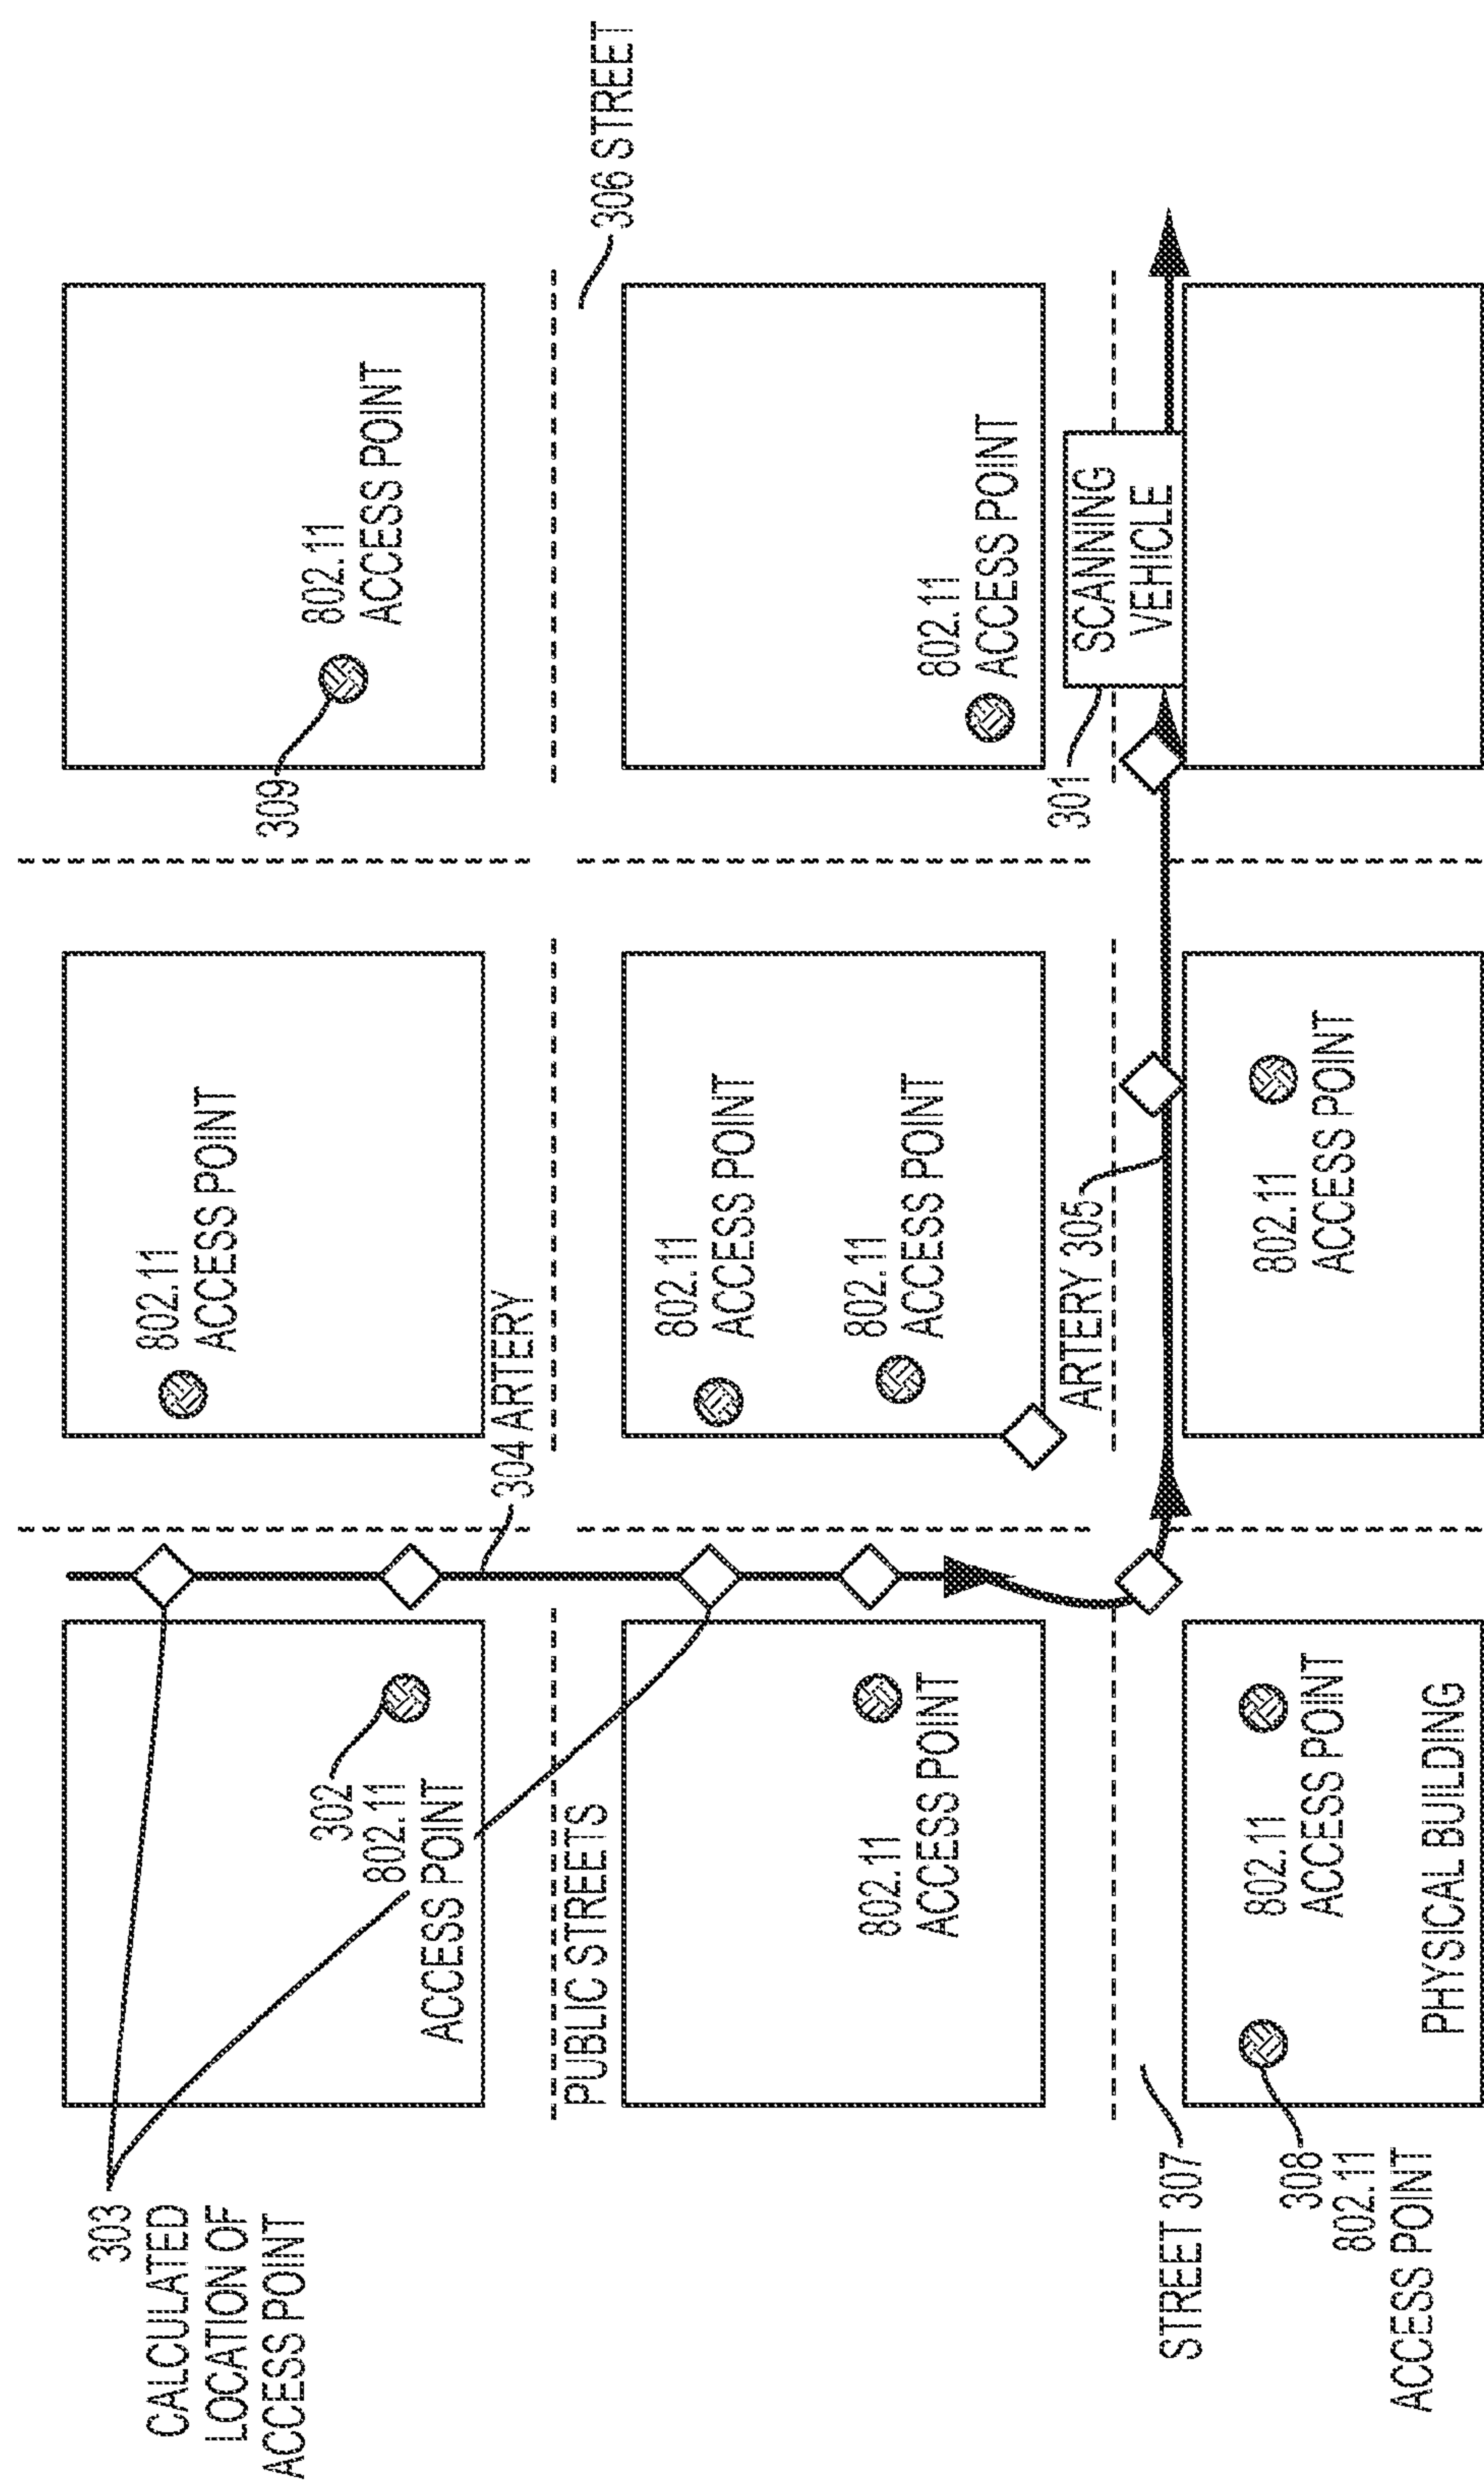 303
CALCULATED
LOCATION OF
ACCESS POINT
302
802.11
ACCESS POINT
304 ARTERY
802.11
ACCESS POINT
309
802.11
ACCESS POINT
PUBLIC STREETS
306 STREET
802.11
ACCESS POINT
802.11
ACCESS POINT
802.11
ACCESS POINT
802.11
ACCESS POINT
ARTERY 305
301
SCANNING
VEHICLE
STREET 307
308
802.11
ACCESS POINT
802.11
ACCESS POINT
PHYSICAL BUILDING
802.11
ACCESS POINT